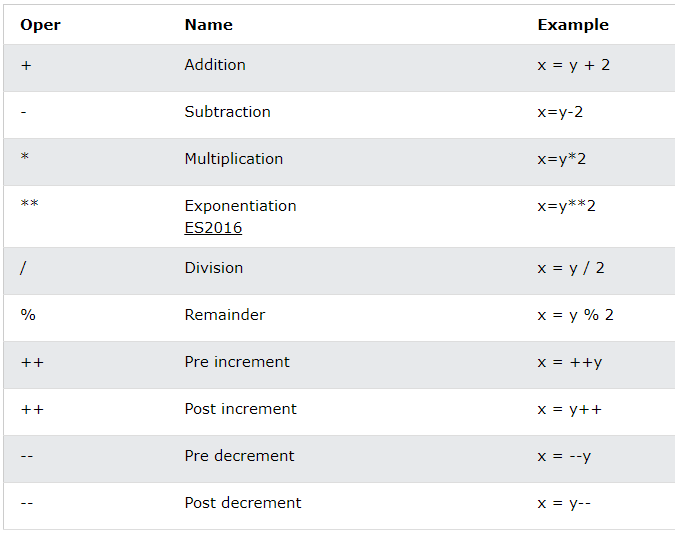 Oper Name Example
+ Addition x = y + 2
- Subtraction x=y-2
* Multiplication x=y*2
** Exponentiation x=y**2
ES2016
/ Division x = y / 2
% Remainder x = y % 2
++ Pre increment x = ++y
++ Post increment x = y++
-- Pre decrement x = --y
-- Post decrement x = y--